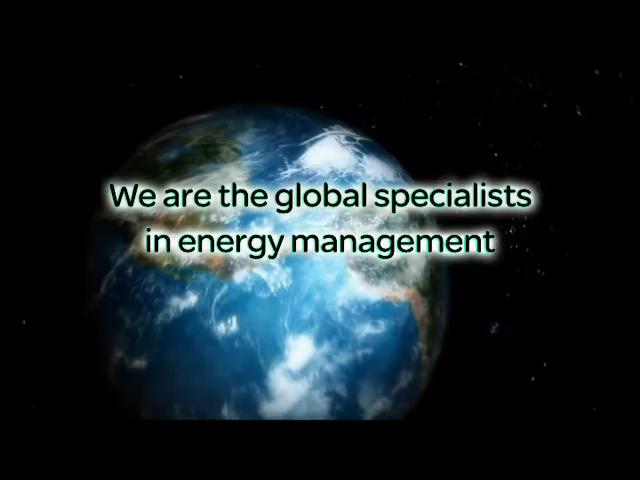 We are the global specialists
in energy management